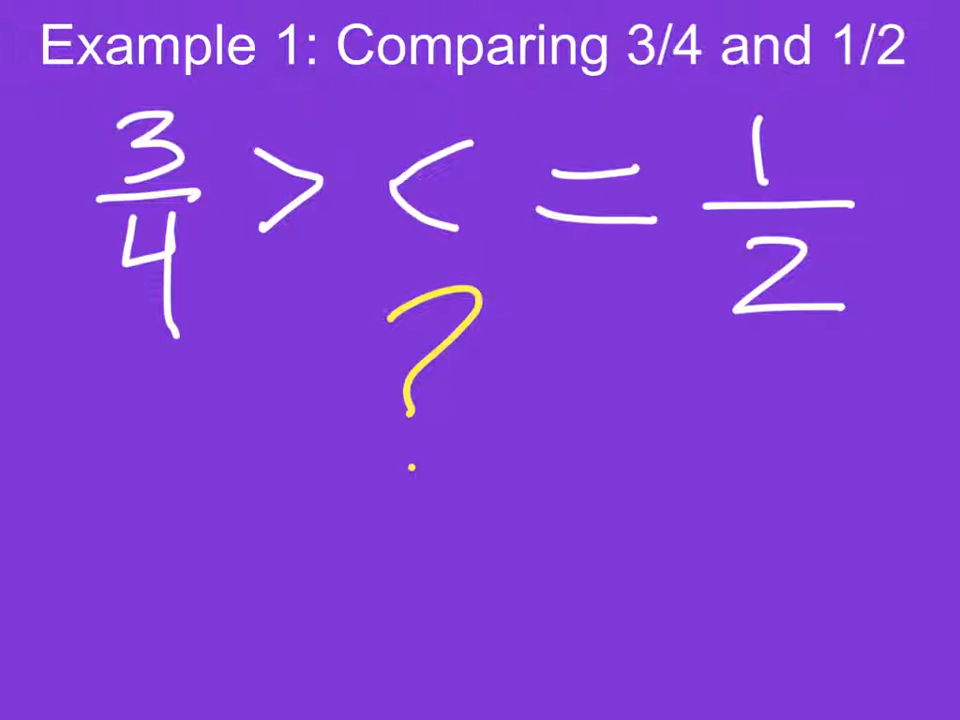 Example 1: Comparing 3/4 and 1/2
3/4 > < = 1/2
?